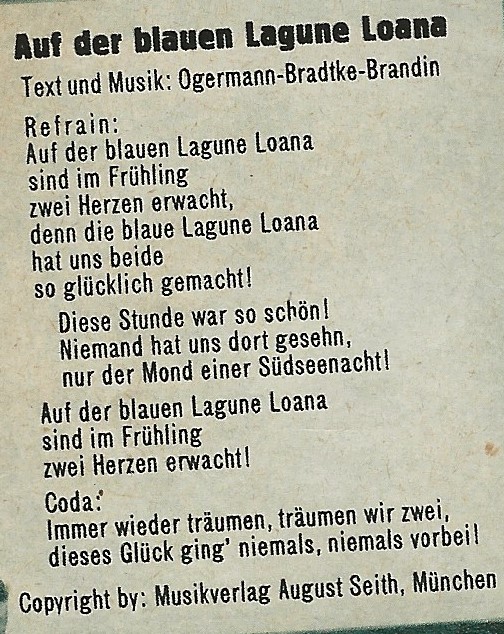 Auf der blauen Lagune Loana
Text und Musik: Ogermann-Bradtke-Brandin
Refrain:
Auf der blauen Lagune Loana
sind im Frühling
zwei Herzen erwacht,
denn die blaue Lagune Loana
hat uns beide
so glücklich gemacht!
Diese Stunde war so schön!
Niemand hat uns dort gesehn,
nur der Mond einer Südseenacht!
Auf der blauen Lagune Loana
sind im Frühling
zwei Herzen erwacht!
Coda:
Immer wieder träumen, träumen wir zwei,
dieses Glück ging' niemals, niemals vorbei!
Copyright by: Musikverlag August Seith, München